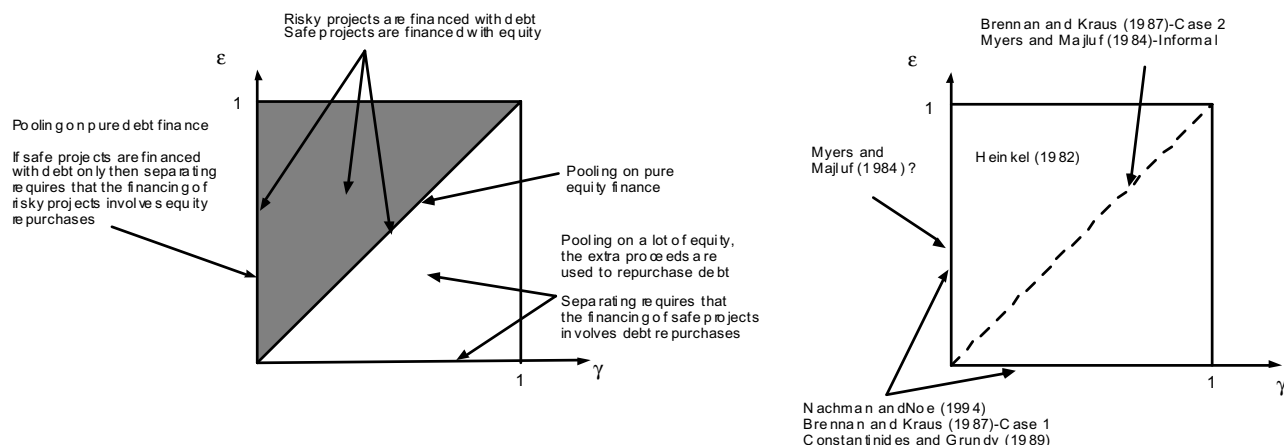 Risky projects are financed with debt
Safe projects are financed with equity
ε
1
Pooling on pure debt finance
If safe projects are financed
with debt only then separating
requires that the financing of
risky projects involves equity
repurchases
Pooling on pure
equity finance
Pooling on a lot of equity,
the extra proceeds are
used to repurchase debt
Separating requires that
the financing of safe projects
involves debt repurchases
1
γ
Brennan and Kraus (1987)-Case 2
Myers and Majluf (1984)-Informal
ε
1
Myers and
Majluf (1984) ?
Heinkel (1982)
1
γ
Nachman andNoe (1994)
Brennan and Kraus (1987)-Case 1
Constantinides and Grundy (1989)